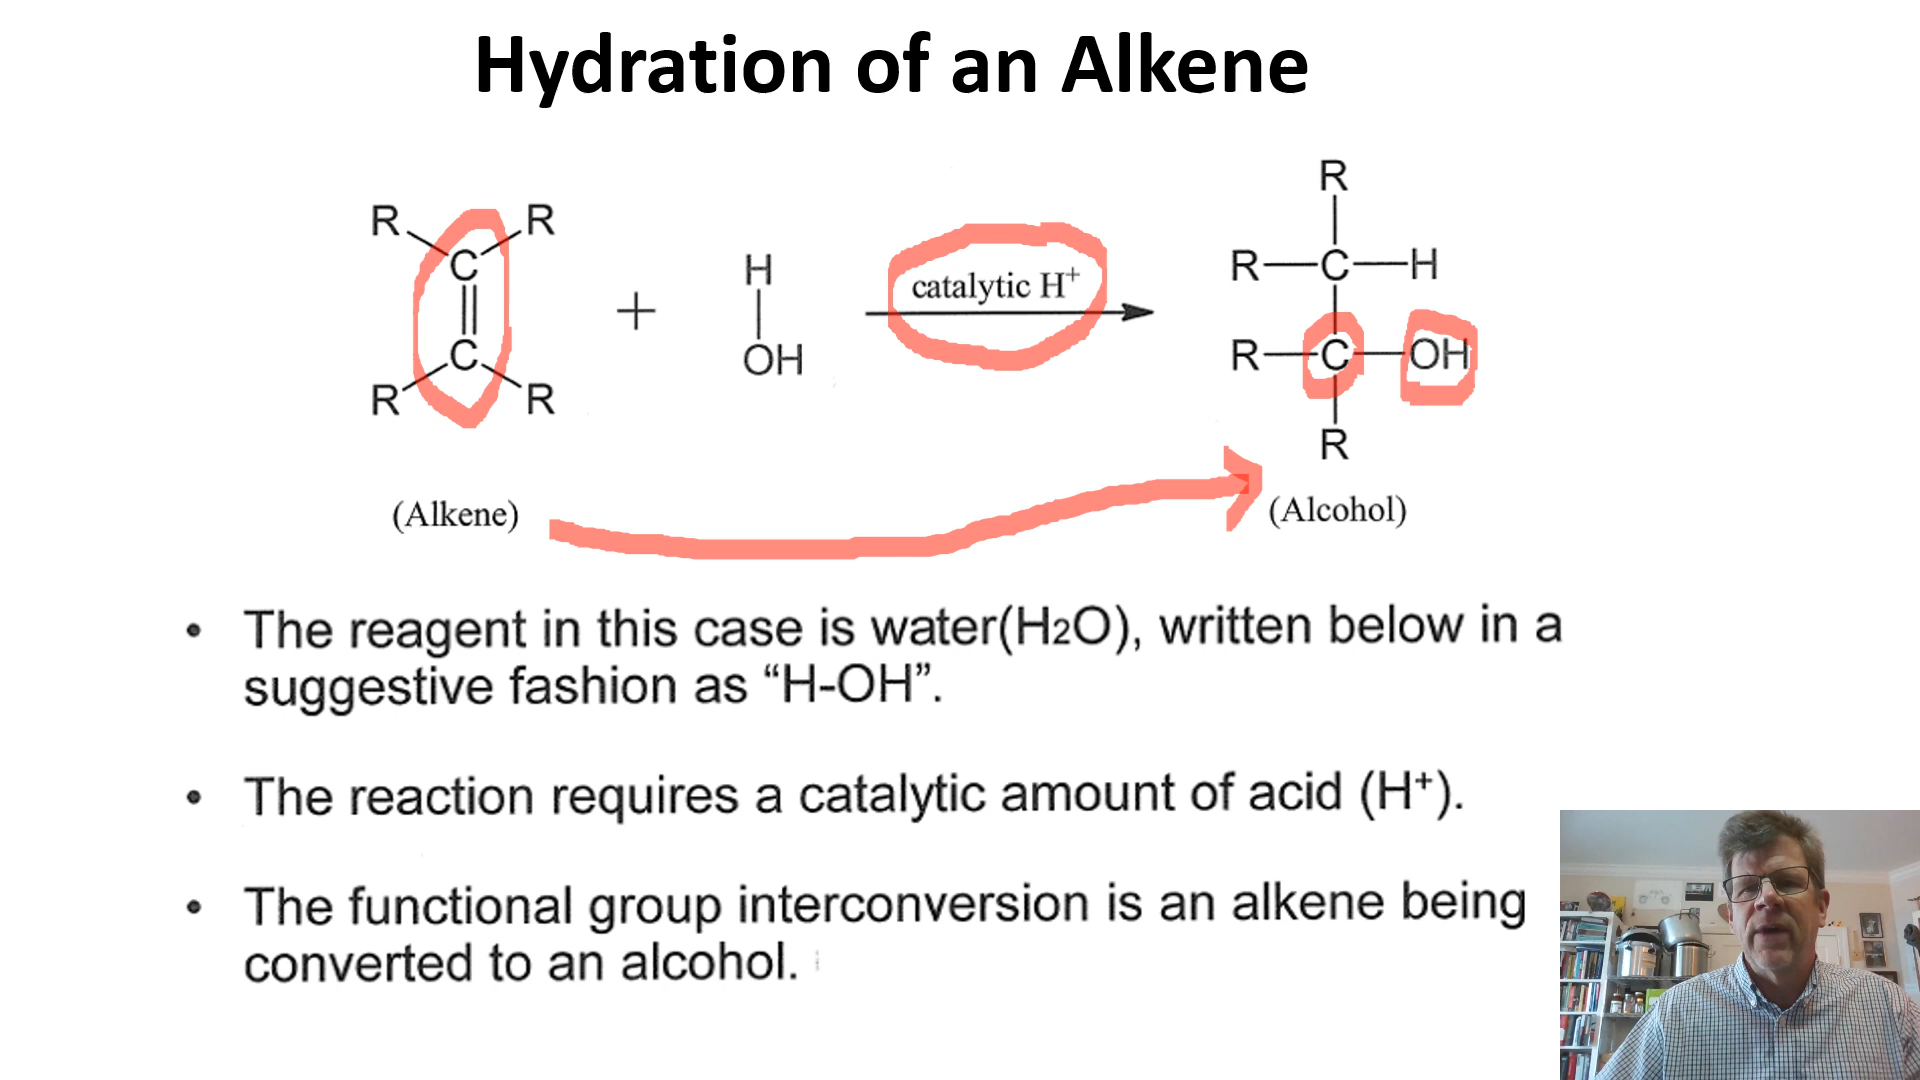 Hydration of an Alkene
R
R R
C H R—C—H
+ catalytic H⁺
C OH R—C—OH
R R
R
(Alkene) (Alcohol)
• The reagent in this case is water(H₂O), written below in a
suggestive fashion as “H-OH”.
• The reaction requires a catalytic amount of acid (H⁺).
• The functional group interconversion is an alkene being
converted to an alcohol.